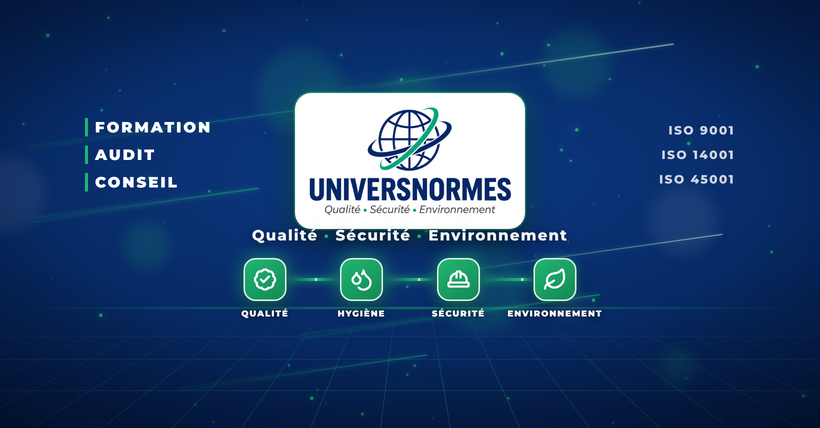 FORMATION
AUDIT
CONSEIL
UNIVERSNORMES
Qualité • Sécurité • Environnement
ISO 9001
ISO 14001
ISO 45001
Qualité • Sécurité • Environnement
QUALITÉ
HYGIÈNE
SÉCURITÉ
ENVIRONNEMENT